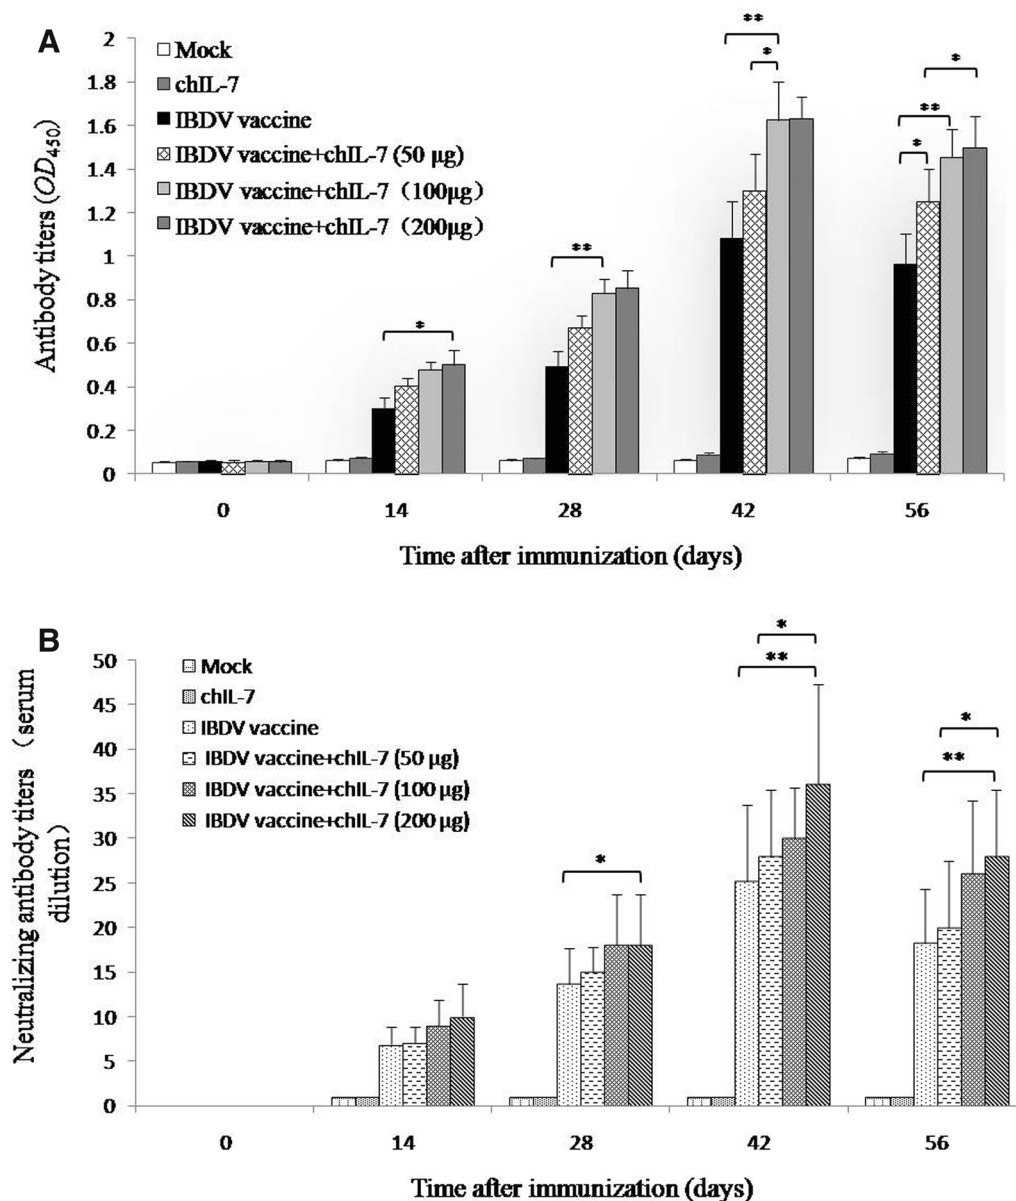 A
2
1.8
1.6
1.4
1.2
1
0.8
0.6
0.4
0.2
0
Antibody titers (OD450)
Mock
chIL-7
IBDV vaccine
IBDV vaccine+chIL-7 (50 μg)
IBDV vaccine+chIL-7 (100μg)
IBDV vaccine+chIL-7 (200μg)
*
**
**
*
*
**
*
0 14 28 42 56
Time after immunization (days)
B
50
45
40
35
30
25
20
15
10
5
0
Neutralizing antibody titers (serum
dilution)
Mock
chIL-7
IBDV vaccine
IBDV vaccine+chIL-7 (50 μg)
IBDV vaccine+chIL-7 (100 μg)
IBDV vaccine+chIL-7 (200 μg)
*
*
**
*
**
0 14 28 42 56
Time after immunization (days)